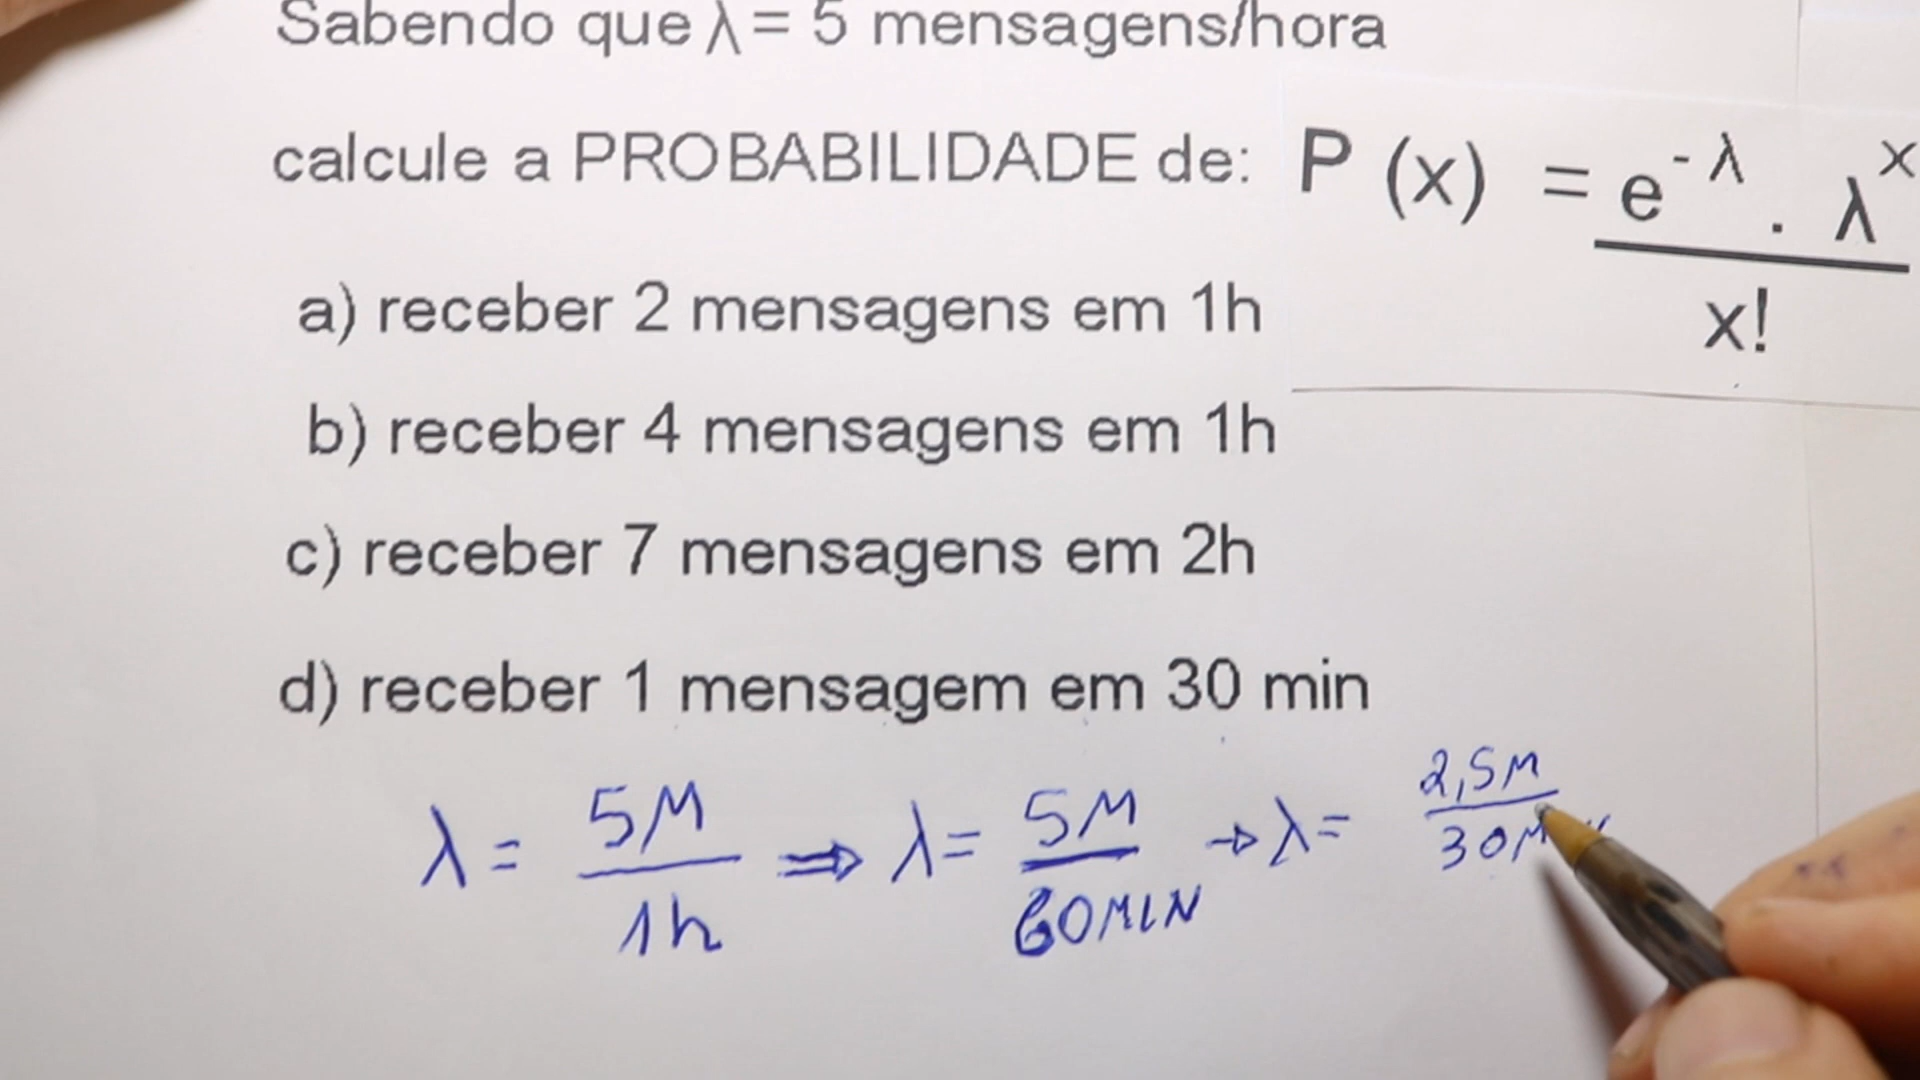 Sabendo que λ = 5 mensagens/hora
calcule a PROBABILIDADE de:
P (x) = e^-λ . λ^x
x!
a) receber 2 mensagens em 1h
b) receber 4 mensagens em 1h
c) receber 7 mensagens em 2h
d) receber 1 mensagem em 30 min
λ = 5M ⇒ λ = 5M → λ = 2,5M
1h 60MIN 30M